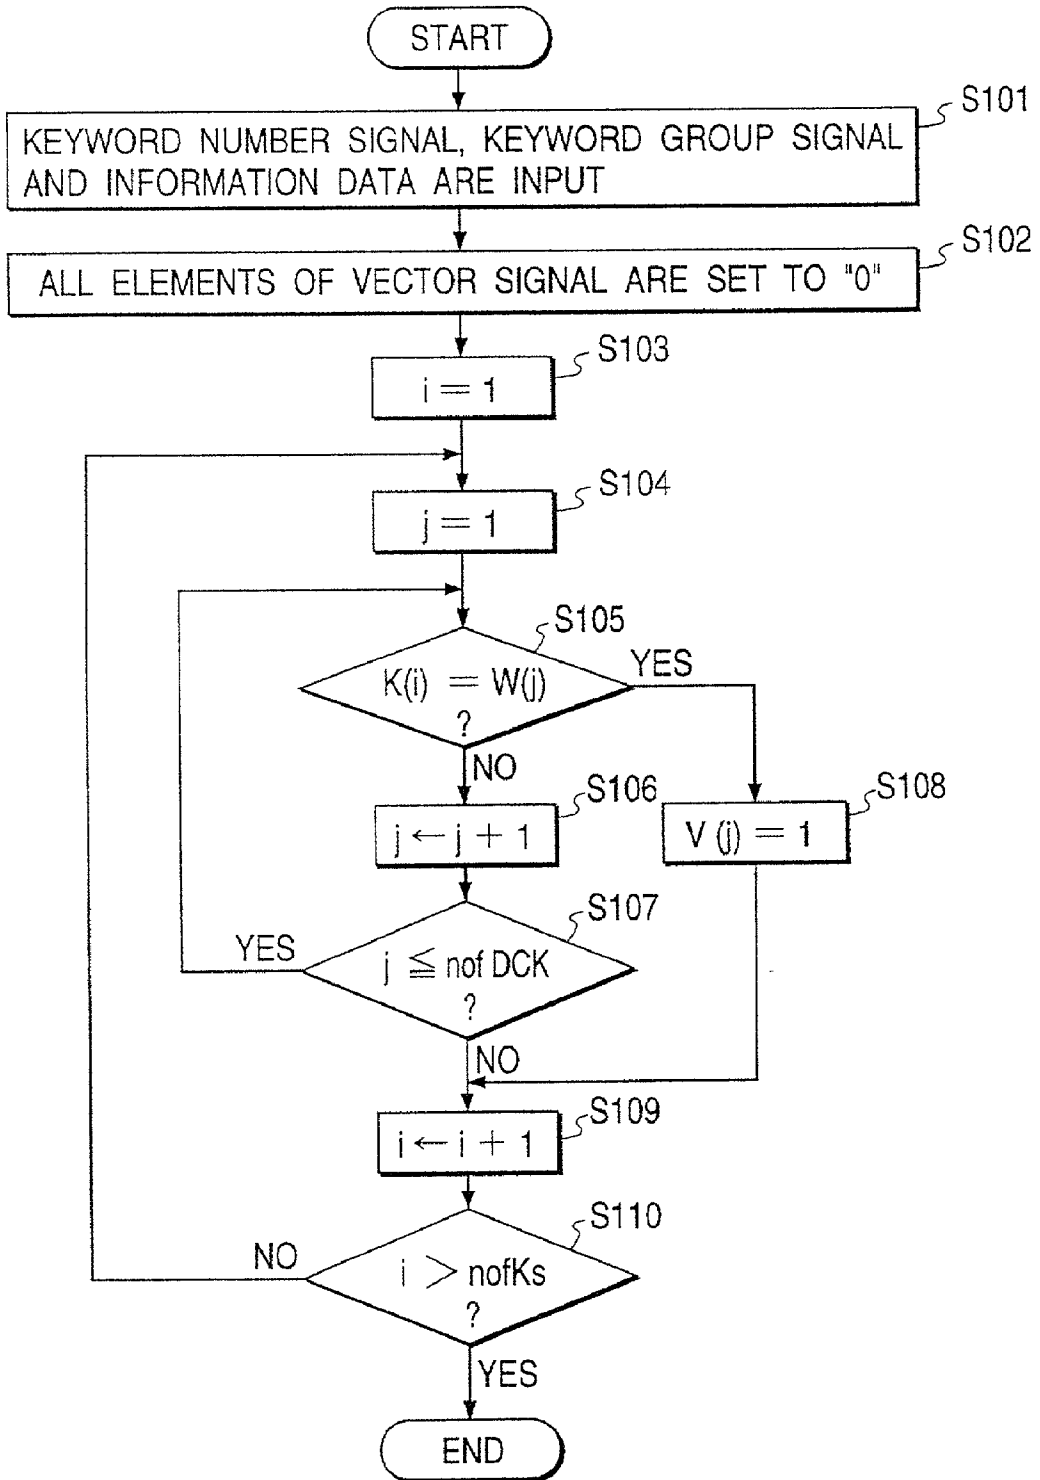 START
S101
KEYWORD NUMBER SIGNAL, KEYWORD GROUP SIGNAL
AND INFORMATION DATA ARE INPUT
S102
ALL ELEMENTS OF VECTOR SIGNAL ARE SET TO "0"
S103
i = 1
S104
j = 1
S105
K(i) = W(j)
?
YES
NO
S106
j ← j + 1
S108
V (j) = 1
S107
j ≦ nof DCK
?
YES
NO
S109
i ← i + 1
S110
i > nofKs
?
NO
YES
END